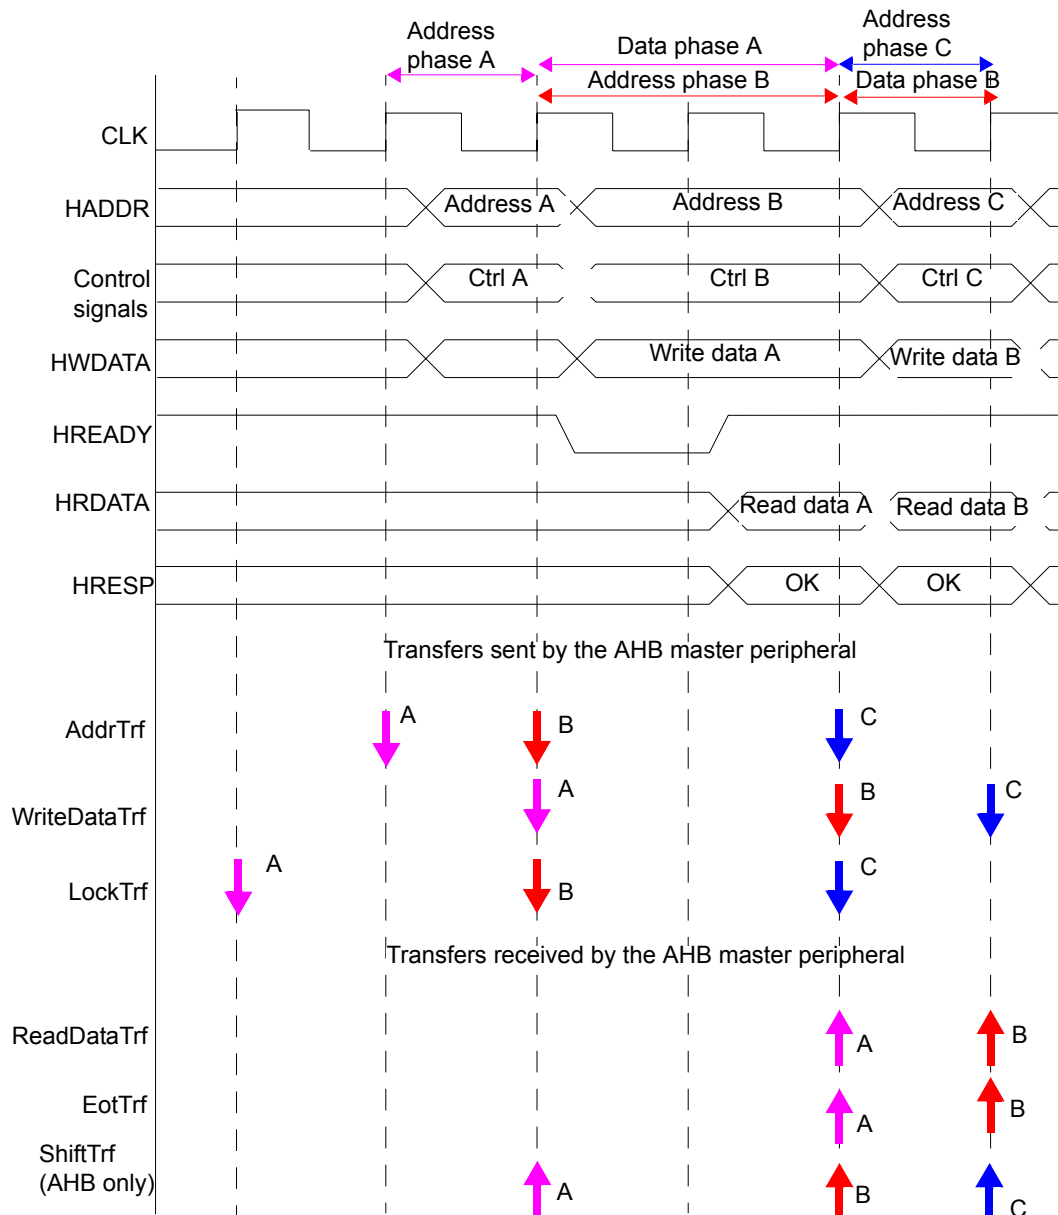 Address
phase A
Data phase A
Address
phase C
Address phase B
Data phase B
CLK
HADDR
Address A
Address B
Address C
Control
signals
Ctrl A
Ctrl B
Ctrl C
HWDATA
Write data A
Write data B
HREADY
HRDATA
Read data A
Read data B
HRESP
OK
OK
Transfers sent by the AHB master peripheral
AddrTrf
A
B
C
WriteDataTrf
A
B
C
LockTrf
A
B
C
Transfers received by the AHB master peripheral
ReadDataTrf
A
B
EotTrf
A
B
ShiftTrf
(AHB only)
A
B
C